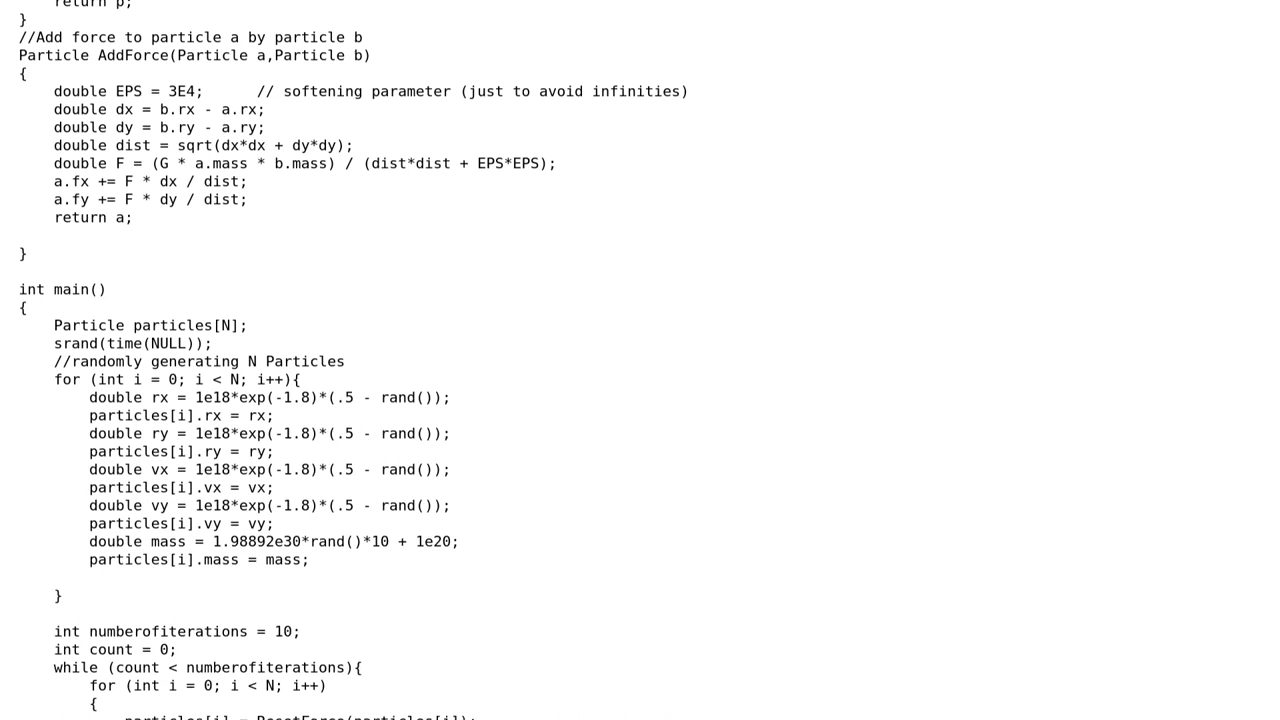 return p;
}
//Add force to particle a by particle b
Particle AddForce(Particle a,Particle b)
{
    double EPS = 3E4;      // softening parameter (just to avoid infinities)
    double dx = b.rx - a.rx;
    double dy = b.ry - a.ry;
    double dist = sqrt(dx*dx + dy*dy);
    double F = (G * a.mass * b.mass) / (dist*dist + EPS*EPS);
    a.fx += F * dx / dist;
    a.fy += F * dy / dist;
    return a;

}

int main()
{
    Particle particles[N];
    srand(time(NULL));
    //randomly generating N Particles
    for (int i = 0; i < N; i++){
        double rx = 1e18*exp(-1.8)*(.5 - rand());
        particles[i].rx = rx;
        double ry = 1e18*exp(-1.8)*(.5 - rand());
        particles[i].ry = ry;
        double vx = 1e18*exp(-1.8)*(.5 - rand());
        particles[i].vx = vx;
        double vy = 1e18*exp(-1.8)*(.5 - rand());
        particles[i].vy = vy;
        double mass = 1.98892e30*rand()*10 + 1e20;
        particles[i].mass = mass;

    }

    int numberofiterations = 10;
    int count = 0;
    while (count < numberofiterations){
        for (int i = 0; i < N; i++)
        {
            particles[i] = ResetForce(particles[i]);